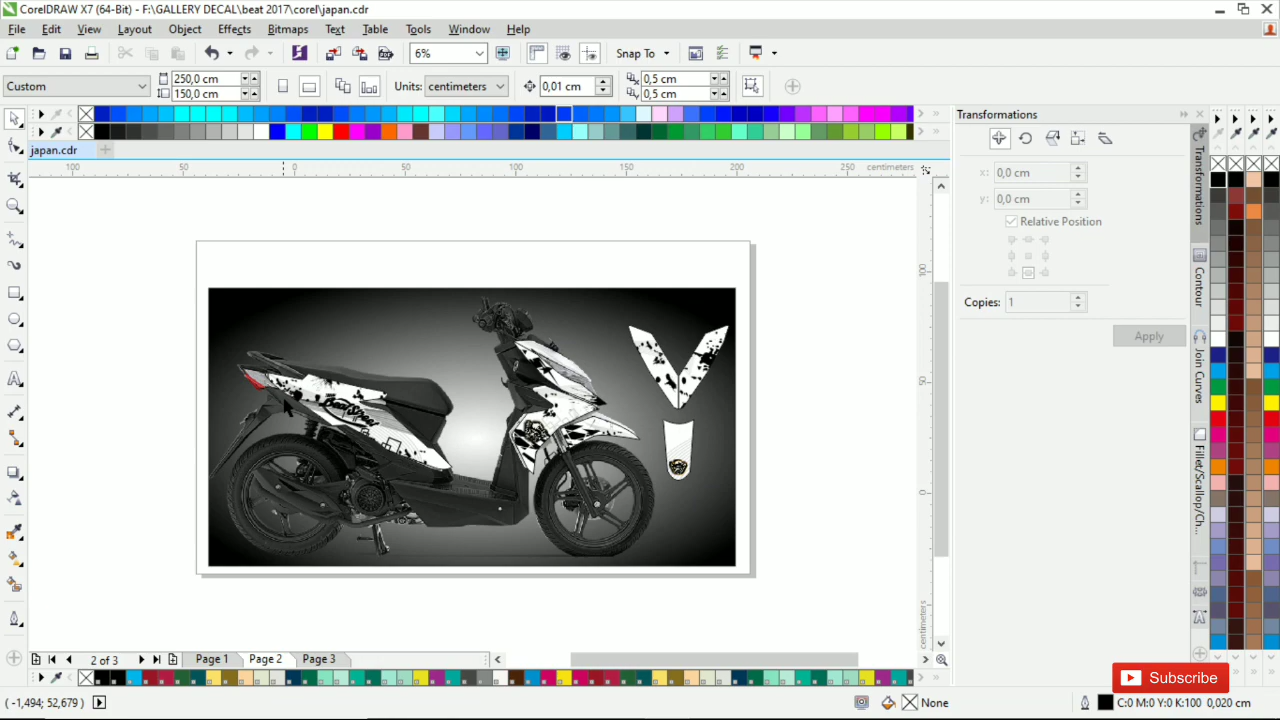 CorelDRAW X7 (64-Bit) - F:\GALLERY DECAL\beat 2017\corel\japan.cdr
File Edit View Layout Object Effects Bitmaps Text Table Tools Window Help
6% Snap To
Custom 250,0 cm 150,0 cm Units: centimeters 0,01 cm 0,5 cm 0,5 cm
japan.cdr
100 50 0 50 100 150 200 250 centimeters
100
50
0
centimeters
BeatSpect
Transformations
x: 0,0 cm
y: 0,0 cm
Relative Position
Copies: 1
Apply
Transformations
Contour
Join Curves
Fillet/Scallop/Ch...
2 of 3 Page 1 Page 2 Page 3
Subscribe
( -1,494; 52,679 ) None C:0 M:0 Y:0 K:100 0,020 cm